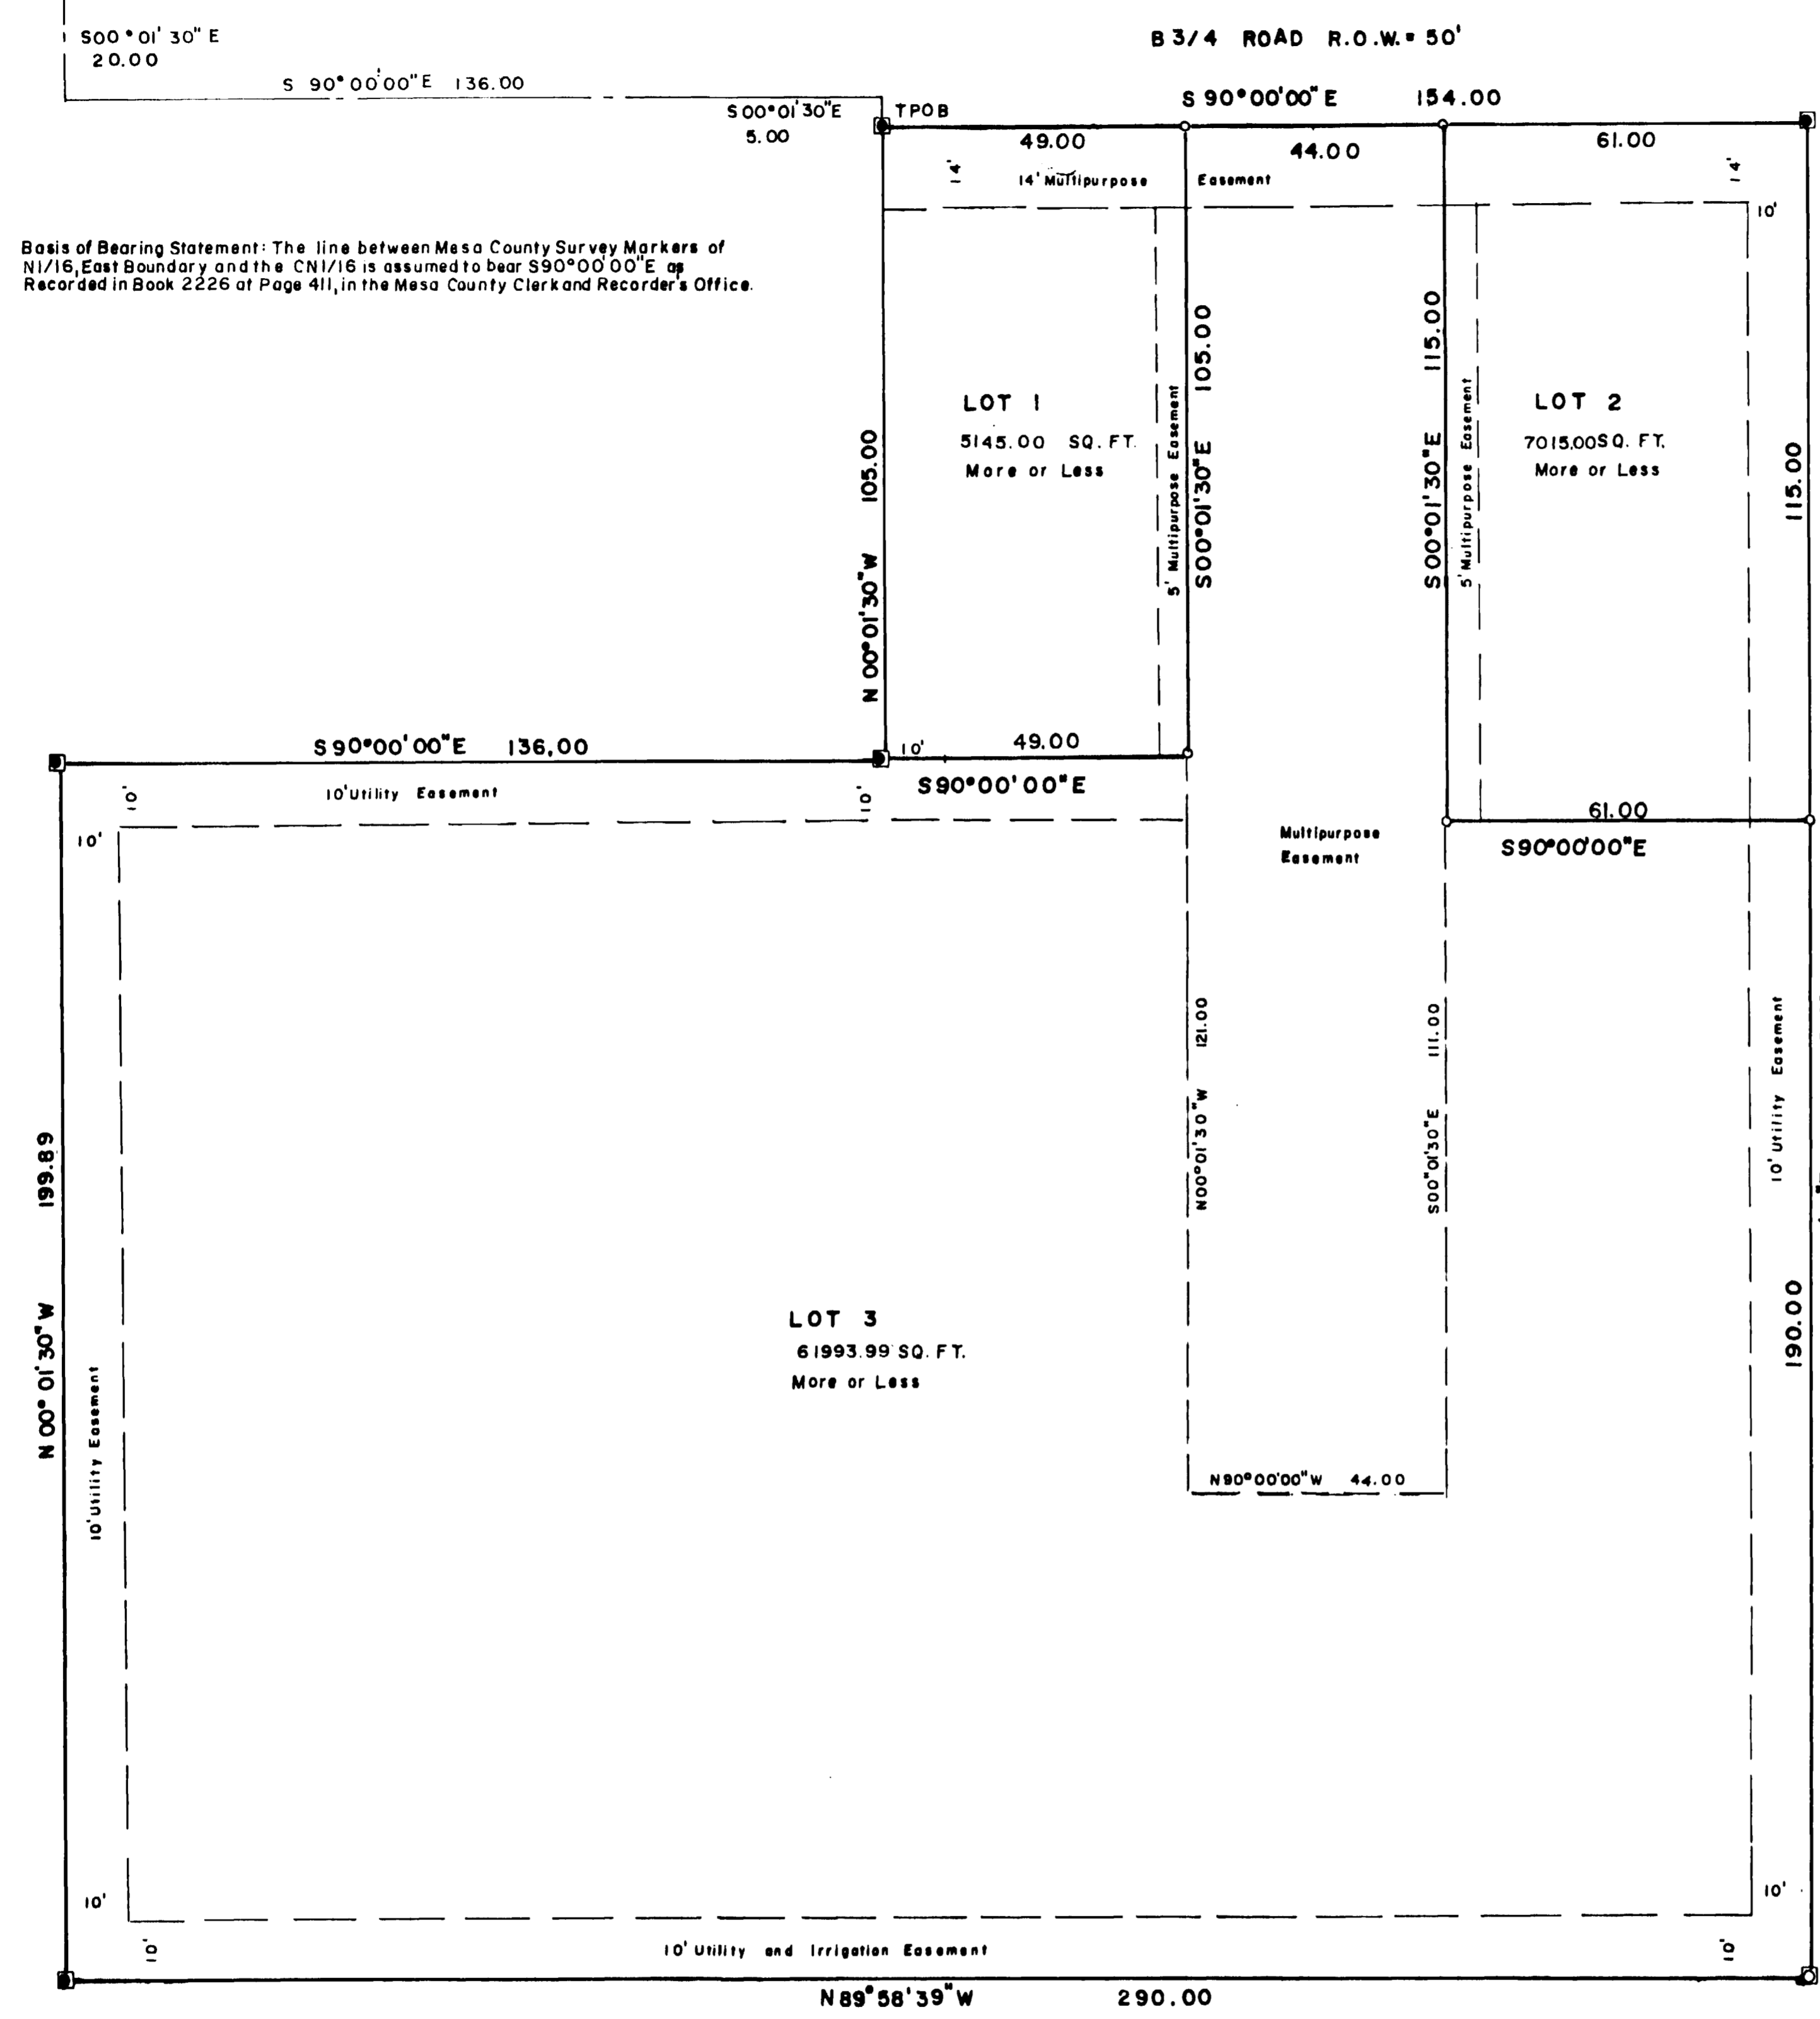 S00°01'30"E
20.00
B 3/4 ROAD R.O.W.= 50'
S 90°00'00"E 136.00
S 90°00'00"E 154.00
S00°01'30"E
5.00
TPOB
49.00
44.00
61.00
14'
14' Multipurpose Easement
14'
10'
Basis of Bearing Statement: The line between Mesa County Survey Markers of
N1/16, East Boundary and the CN1/16 is assumed to bear S90°00'00"E as
Recorded in Book 2226 at Page 411, in the Mesa County Clerk and Recorder's Office.
LOT 1
5145.00 SQ. FT.
More or Less
N 00°01'30"W 105.00
5' Multipurpose Easement
S00°01'30"E 105.00
S00°01'30"E 115.00
5' Multipurpose Easement
LOT 2
7015.00 SQ. FT.
More or Less
115.00
S90°00'00"E 136.00
10'
49.00
S90°00'00"E
10'
10' Utility Easement
10'
10'
Multipurpose
Easement
61.00
S90°00'00"E
N00°01'30"W 121.00
S00°01'30"E 111.00
10' Utility Easement
190.00
N 00°01'30"W 199.89
10' Utility Easement
LOT 3
61993.99 SQ. FT.
More or Less
N90°00'00"W 44.00
10'
10'
10'
10' Utility and Irrigation Easement
10'
N89°58'39"W 290.00